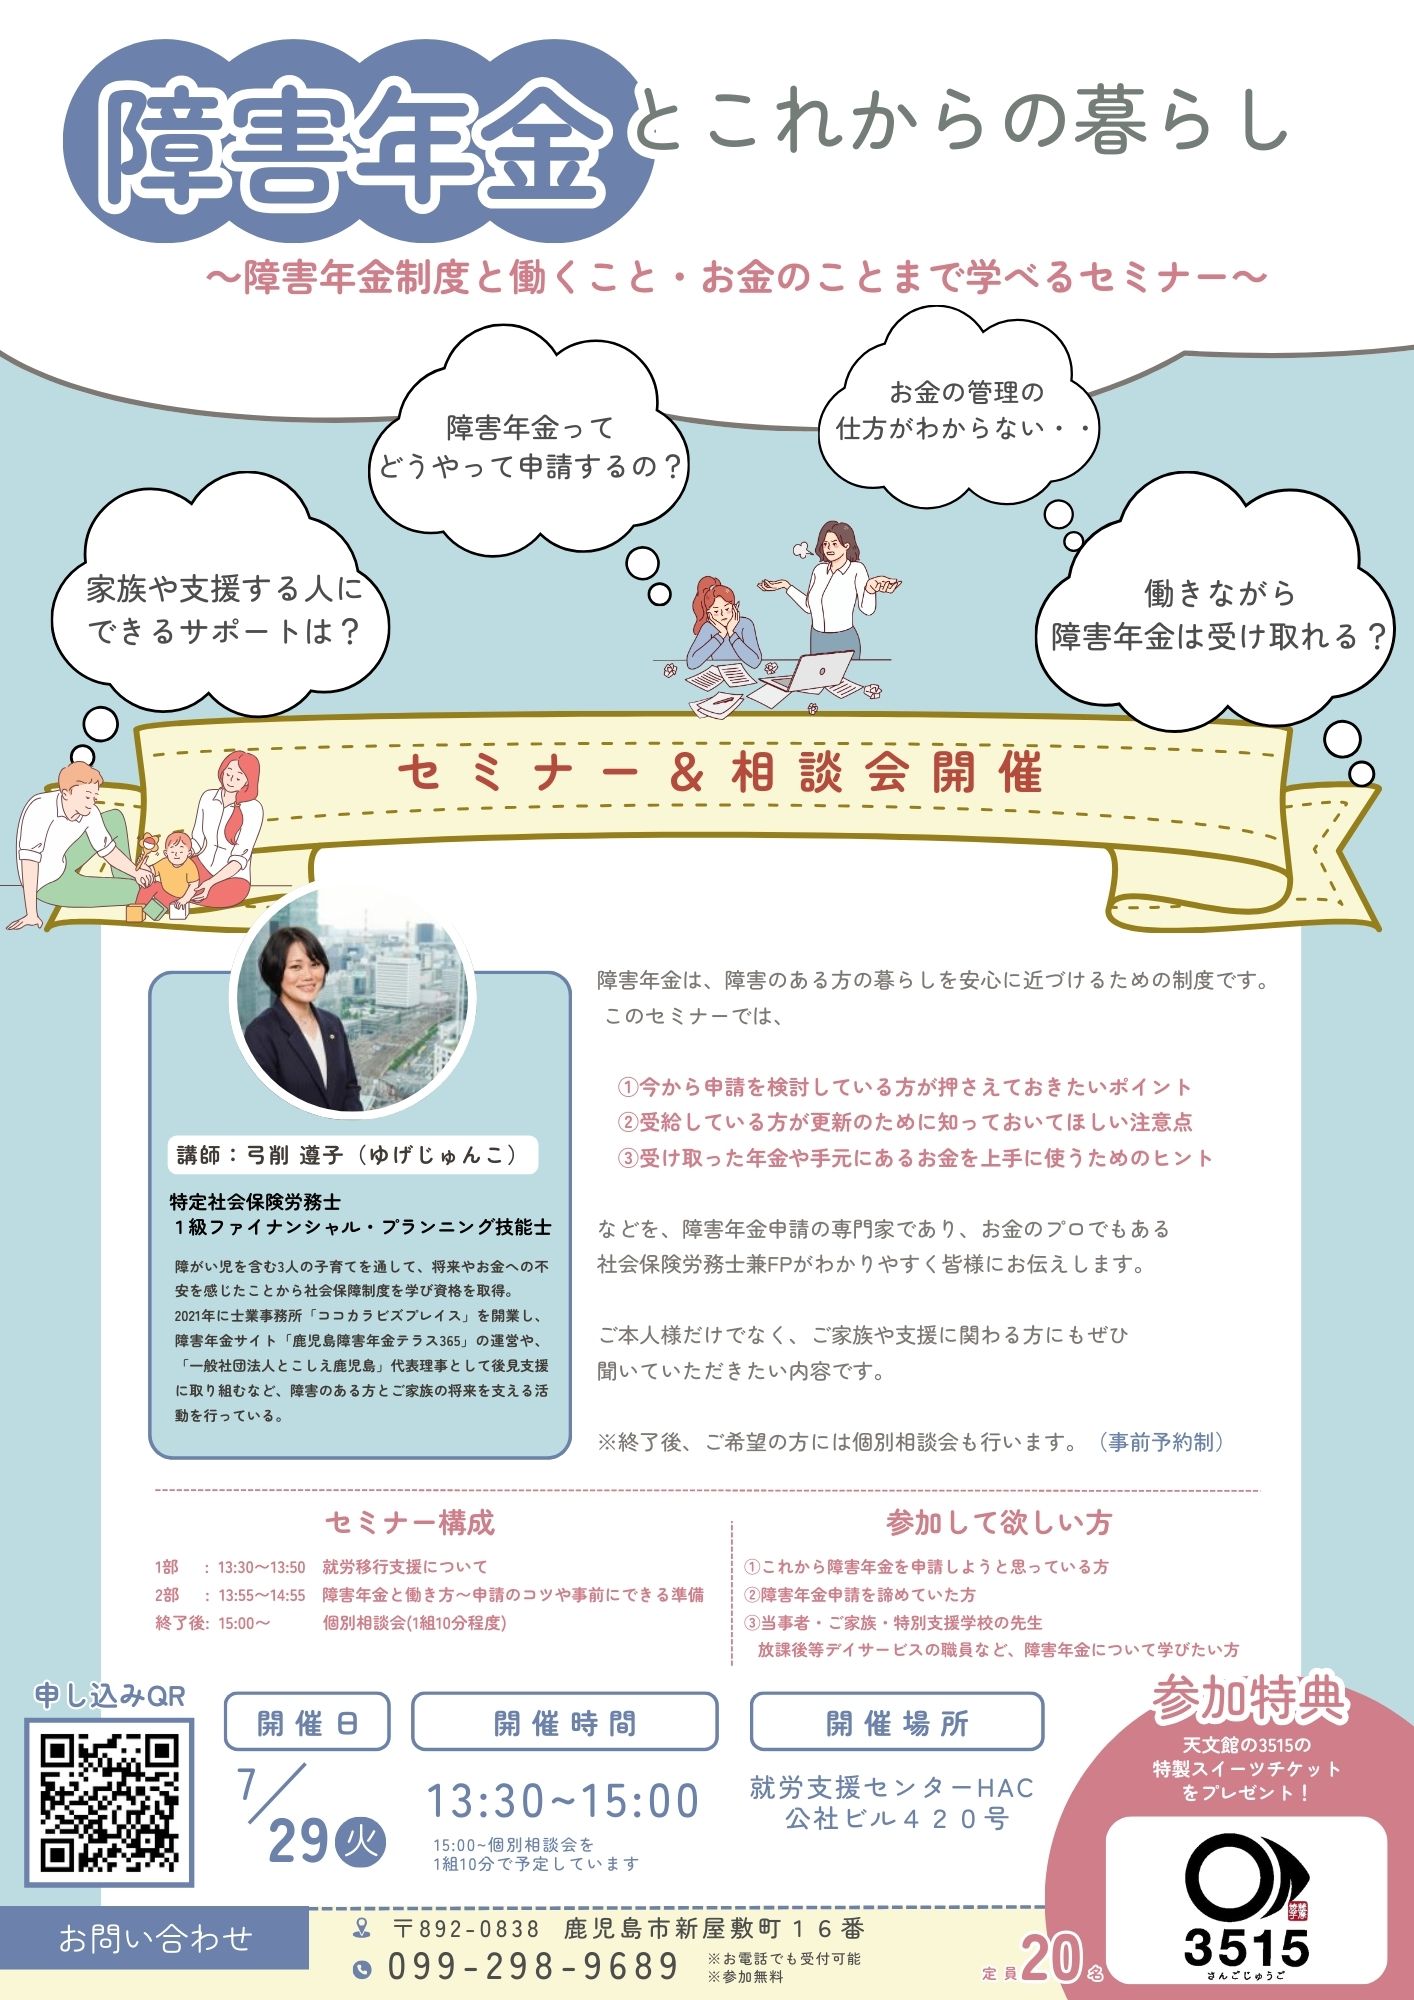 障害年金とこれからの暮らし
～障害年金制度と働くこと・お金のことまで学べるセミナー～
お金の管理の
仕方がわからない・・
障害年金って
どうやって申請するの？
家族や支援する人に
できるサポートは？
働きながら
障害年金は受け取れる？
セミナー＆相談会開催
講師：弓削 遵子（ゆげじゅんこ）
特定社会保険労務士
１級ファイナンシャル・プランニング技能士
障がい児を含む3人の子育てを通して、将来やお金への不
安を感じたことから社会保障制度を学び資格を取得。
2021年に士業事務所「ココカラビズプレイス」を開業し、
障害年金サイト「鹿児島障害年金テラス365」の運営や、
「一般社団法人とこしえ鹿児島」代表理事として後見支援
に取り組むなど、障害のある方とご家族の将来を支える活
動を行っている。
障害年金は、障害のある方の暮らしを安心に近づけるための制度です。
このセミナーでは、
①今から申請を検討している方が押さえておきたいポイント
②受給している方が更新のために知っておいてほしい注意点
③受け取った年金や手元にあるお金を上手に使うためのヒント
などを、障害年金申請の専門家であり、お金のプロでもある
社会保険労務士兼FPがわかりやすく皆様にお伝えします。
ご本人様だけでなく、ご家族や支援に関わる方にもぜひ
聞いていただきたい内容です。
※終了後、ご希望の方には個別相談会も行います。（事前予約制）
セミナー構成
1部 : 13:30～13:50 就労移行支援について
2部 : 13:55～14:55 障害年金と働き方～申請のコツや事前にできる準備
終了後: 15:00～ 個別相談会(1組10分程度)
参加して欲しい方
①これから障害年金を申請しようと思っている方
②障害年金申請を諦めていた方
③当事者・ご家族・特別支援学校の先生
放課後等デイサービスの職員など、障害年金について学びたい方
申し込みQR
開催日
7/29火
開催時間
13:30~15:00
15:00~個別相談会を
1組10分で予定しています
開催場所
就労支援センターHAC
公社ビル４２０号
参加特典
天文館の3515の
特製スイーツチケット
をプレゼント！
3515
さんごじゅうご
定員20名
お問い合わせ
〒892-0838 鹿児島市新屋敷町１６番
099-298-9689
※お電話でも受付可能
※参加無料